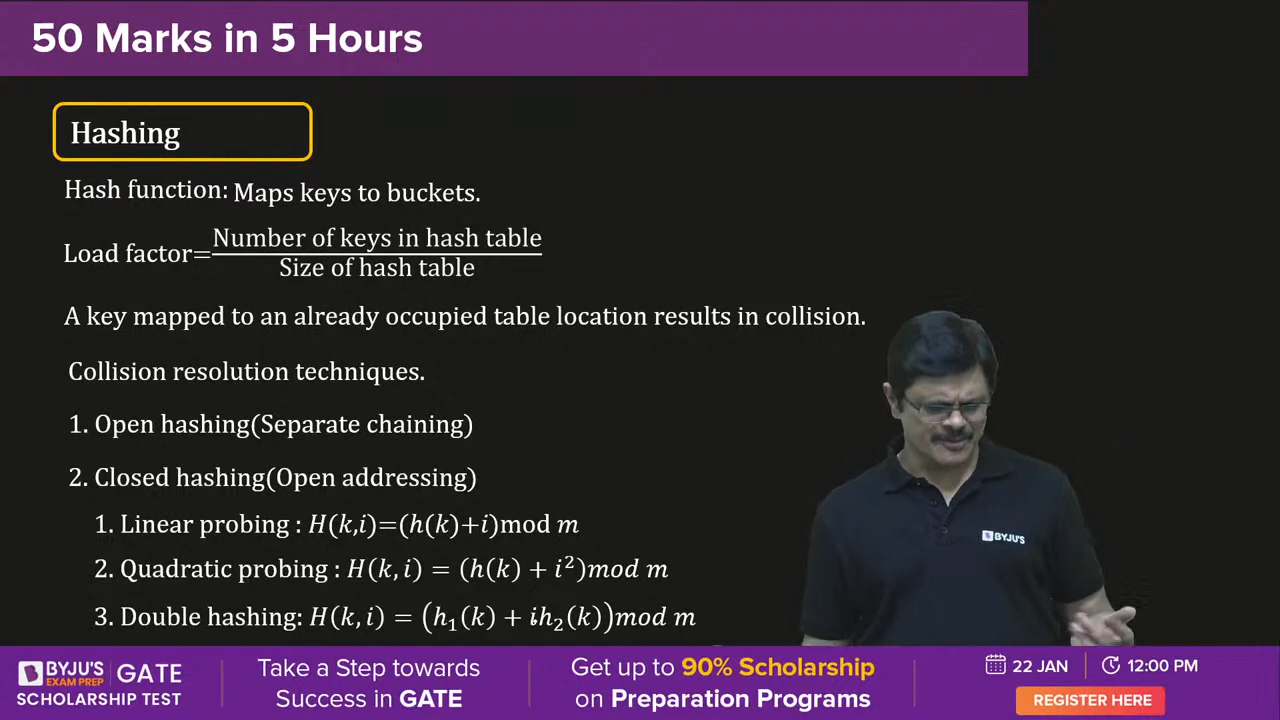 50 Marks in 5 Hours
Hashing
Hash function: Maps keys to buckets.
Load factor=Number of keys in hash table
Size of hash table
A key mapped to an already occupied table location results in collision.
Collision resolution techniques.
1. Open hashing(Separate chaining)
2. Closed hashing(Open addressing)
1. Linear probing : H(k,i)=(h(k)+i)mod m
2. Quadratic probing : H(k, i) = (h(k) + i²)mod m
3. Double hashing: H(k, i) = (h₁(k) + ih₂(k))mod m
BYJU'S
BYJU'S EXAM PREP GATE
SCHOLARSHIP TEST
Take a Step towards
Success in GATE
Get up to 90% Scholarship
on Preparation Programs
22 JAN 12:00 PM
REGISTER HERE